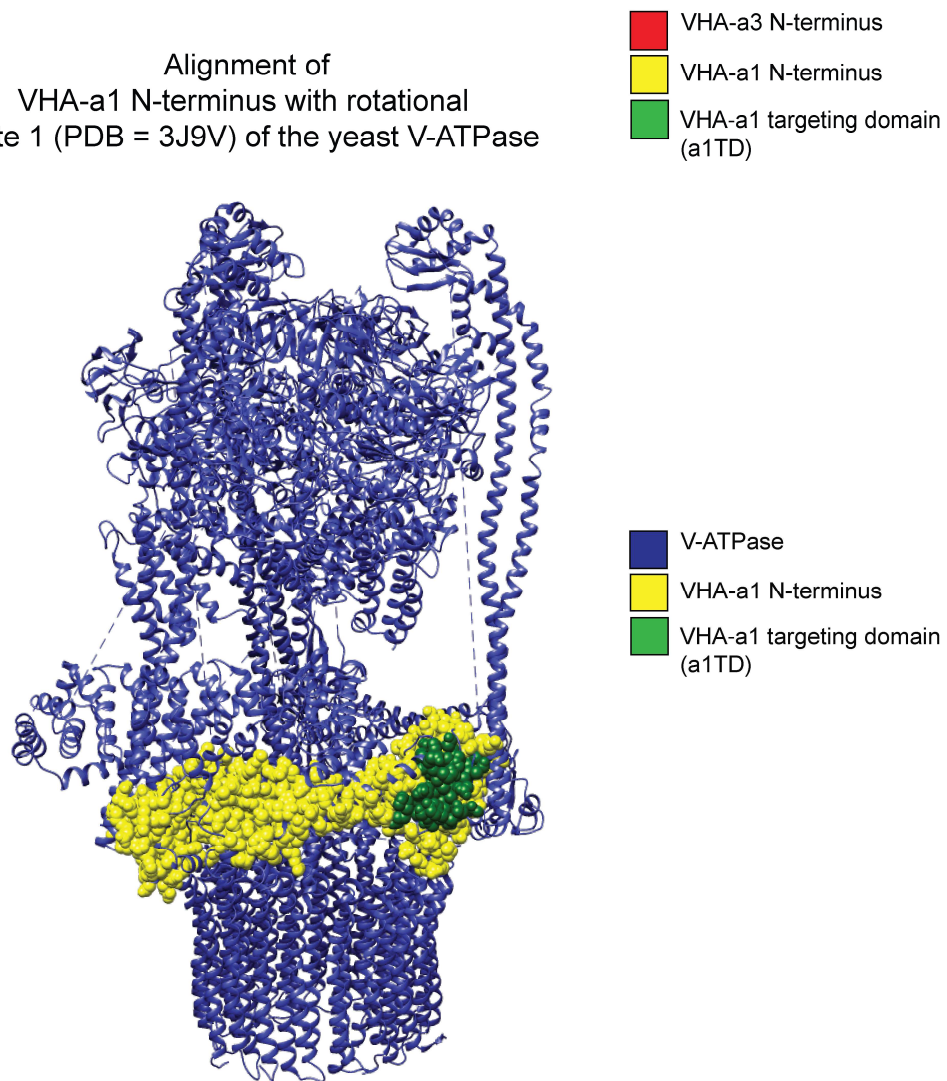 Alignment of
VHA-a1 N-terminus with rotational
te 1 (PDB = 3J9V) of the yeast V-ATPase
VHA-a3 N-terminus
VHA-a1 N-terminus
VHA-a1 targeting domain
(a1TD)
V-ATPase
VHA-a1 N-terminus
VHA-a1 targeting domain
(a1TD)